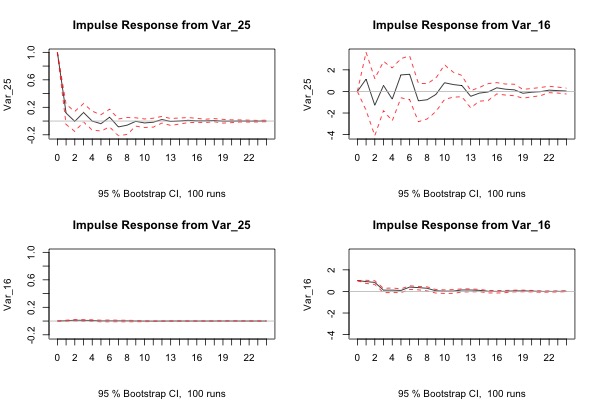 Impulse Response from Var_25
Var_25
1.0
0.6
0.2
-0.2
0 2 4 6 8 10 13 16 19 22
95 % Bootstrap CI, 100 runs
Impulse Response from Var_16
Var_25
2
0
-2
-4
0 2 4 6 8 10 13 16 19 22
95 % Bootstrap CI, 100 runs
Impulse Response from Var_25
Var_16
1.0
0.6
0.2
-0.2
0 2 4 6 8 10 13 16 19 22
95 % Bootstrap CI, 100 runs
Impulse Response from Var_16
Var_16
2
0
-2
-4
0 2 4 6 8 10 13 16 19 22
95 % Bootstrap CI, 100 runs